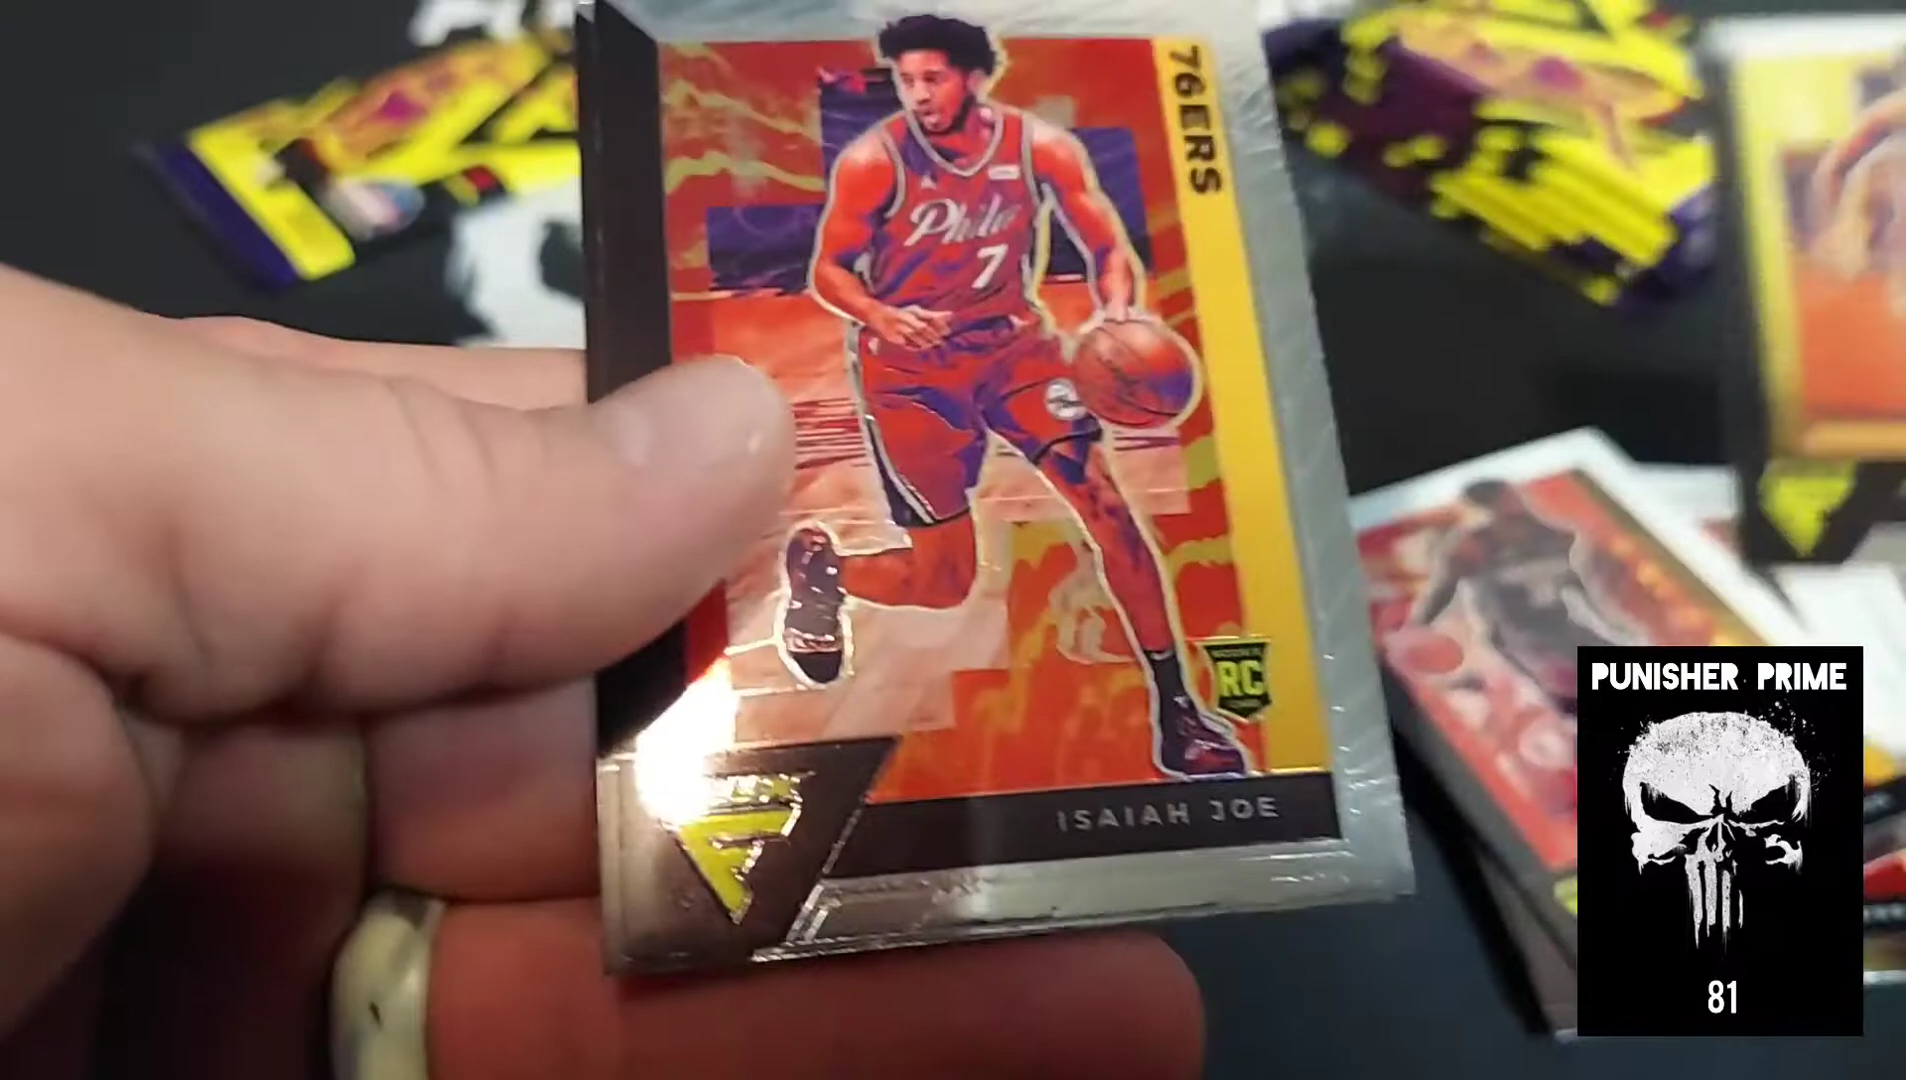 76ERS
Phila
7
RC
ISAIAH JOE
PUNISHER PRIME
81